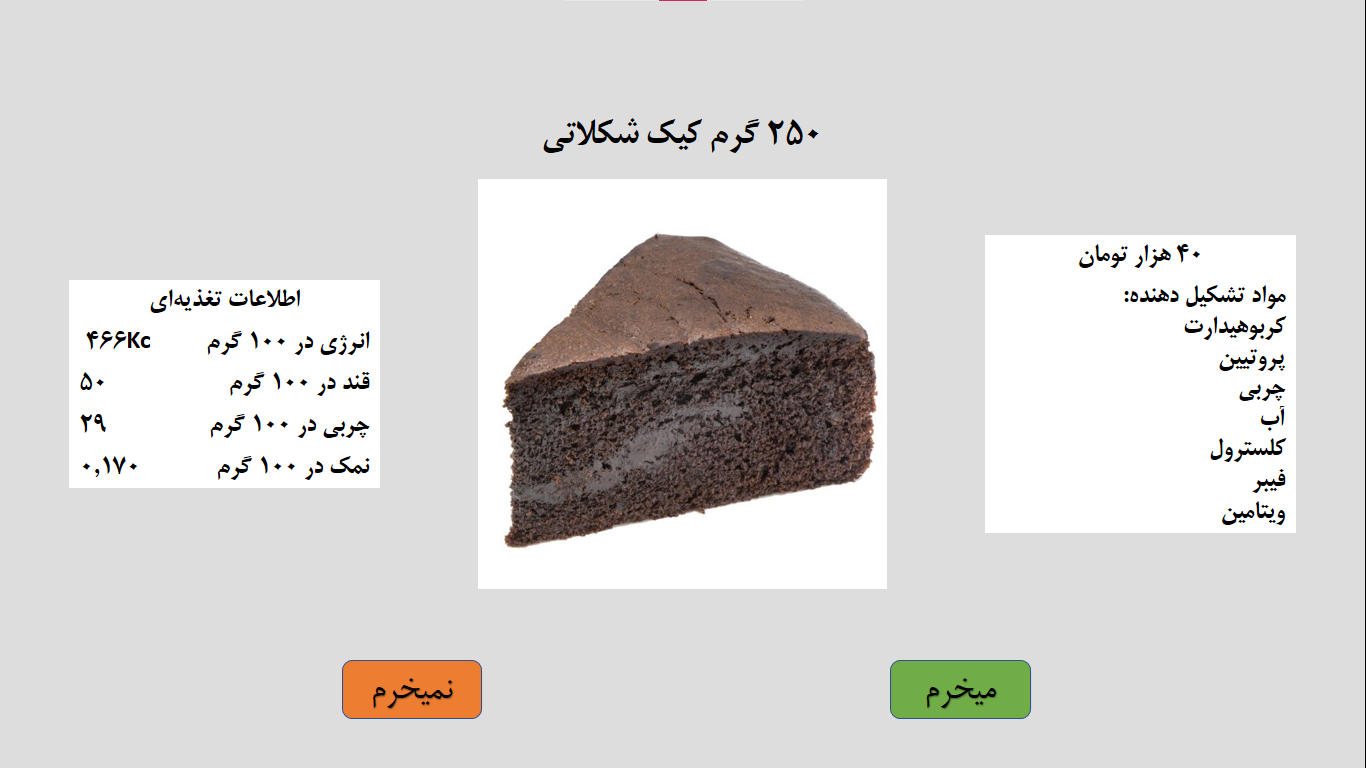 ۲۵۰ گرم کیک شکلاتی
۴۰ هزار تومان
مواد تشکیل دهنده:
کربوهیدارت
پروتیین
چربی
آب
کلسترول
فیبر
ویتامین
اطلاعات تغذیه‌ای
انرژی در ۱۰۰ گرم ۴۶۶Kc
قند در ۱۰۰ گرم ۵۰
چربی در ۱۰۰ گرم ۲۹
نمک در ۱۰۰ گرم ۰,۱۷۰
میخرم
نمیخرم